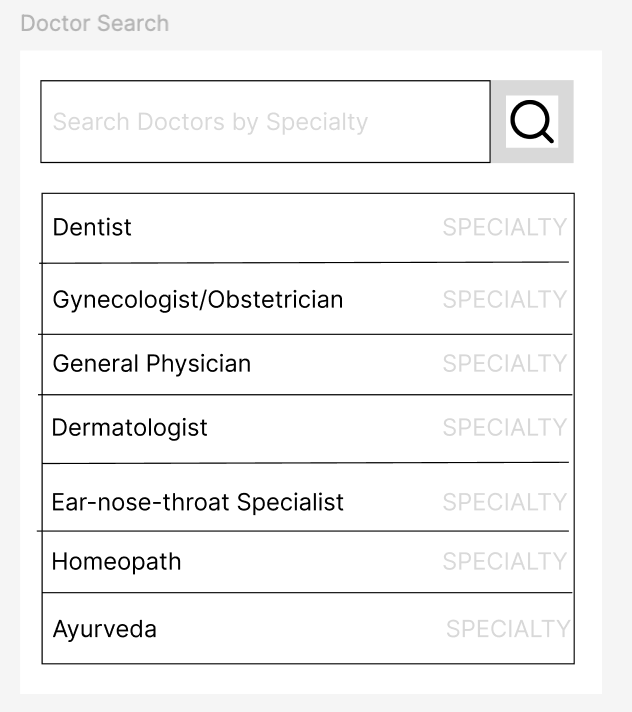 Doctor Search
Search Doctors by Specialty
Dentist SPECIALTY
Gynecologist/Obstetrician SPECIALTY
General Physician SPECIALTY
Dermatologist SPECIALTY
Ear-nose-throat Specialist SPECIALTY
Homeopath SPECIALTY
Ayurveda SPECIALTY